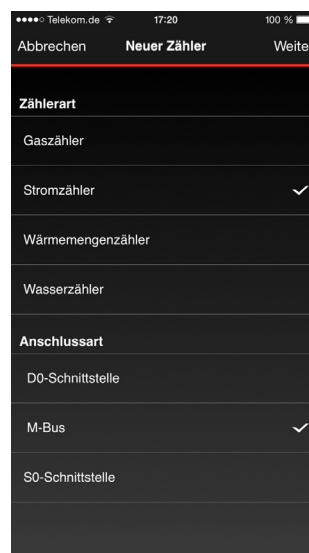 Telekom.de 17:20 100 %
Abbrechen Neuer Zähler Weite
Zählerart
Gaszähler
Stromzähler
Wärmemengenzähler
Wasserzähler
Anschlussart
D0-Schnittstelle
M-Bus
S0-Schnittstelle